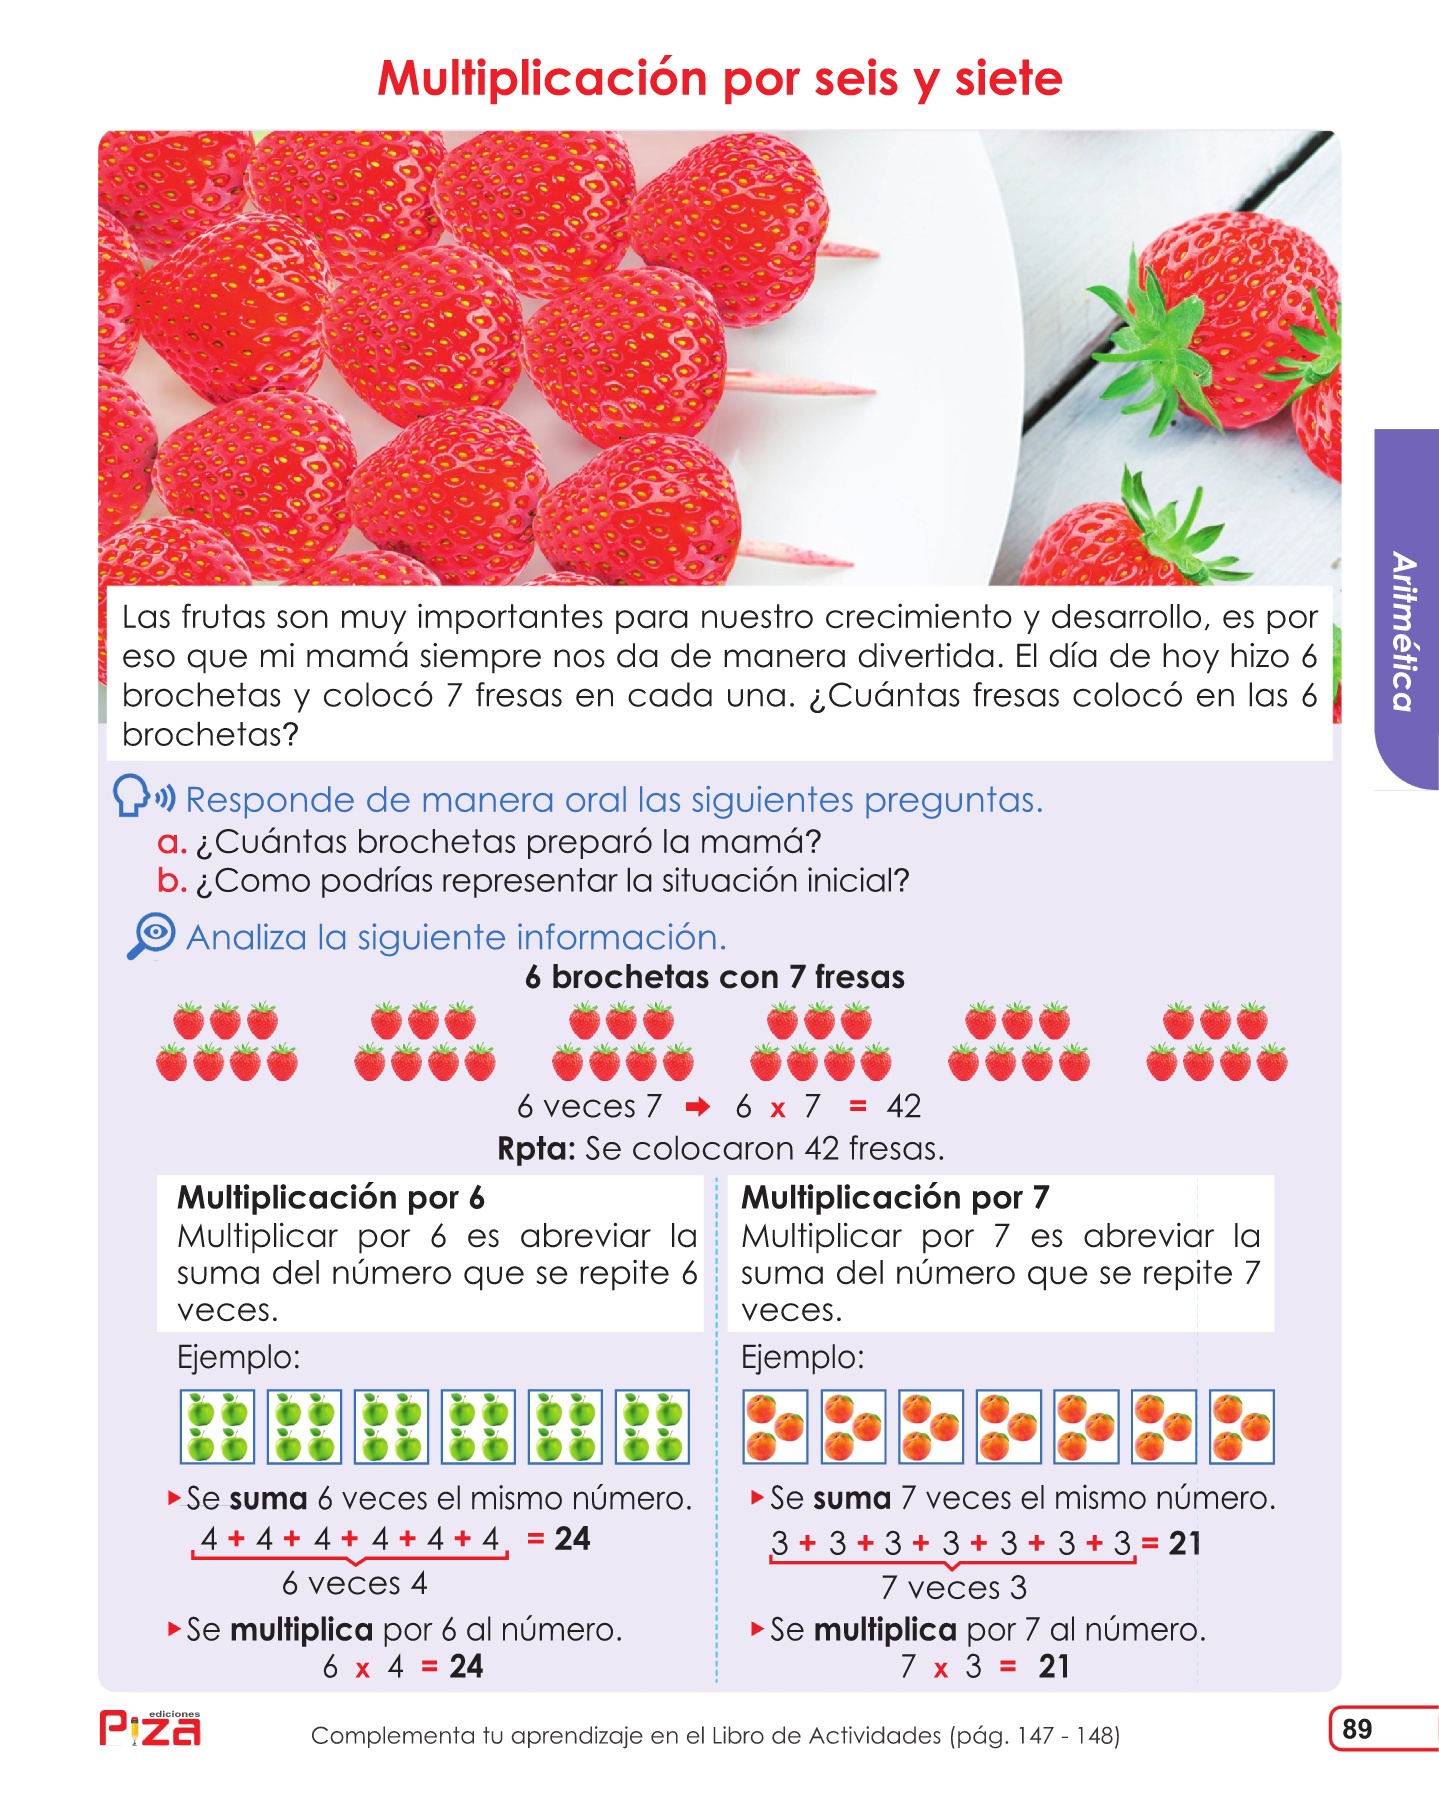 Multiplicación por seis y siete
Las frutas son muy importantes para nuestro crecimiento y desarrollo, es por
eso que mi mamá siempre nos da de manera divertida. El día de hoy hizo 6
brochetas y colocó 7 fresas en cada una. ¿Cuántas fresas colocó en las 6
brochetas?
Aritmética
Responde de manera oral las siguientes preguntas.
a. ¿Cuántas brochetas preparó la mamá?
b. ¿Como podrías representar la situación inicial?
Analiza la siguiente información.
6 brochetas con 7 fresas
6 veces 7 ➡ 6 x 7 = 42
Rpta: Se colocaron 42 fresas.
Multiplicación por 6
Multiplicar por 6 es abreviar la
suma del número que se repite 6
veces.
Ejemplo:
▸Se suma 6 veces el mismo número.
4 + 4 + 4 + 4 + 4 + 4 = 24
6 veces 4
▸Se multiplica por 6 al número.
6 x 4 = 24
Multiplicación por 7
Multiplicar por 7 es abreviar la
suma del número que se repite 7
veces.
Ejemplo:
▸Se suma 7 veces el mismo número.
3 + 3 + 3 + 3 + 3 + 3 + 3 = 21
7 veces 3
▸Se multiplica por 7 al número.
7 x 3 = 21
ediciones
Piza
Complementa tu aprendizaje en el Libro de Actividades (pág. 147 - 148)
89